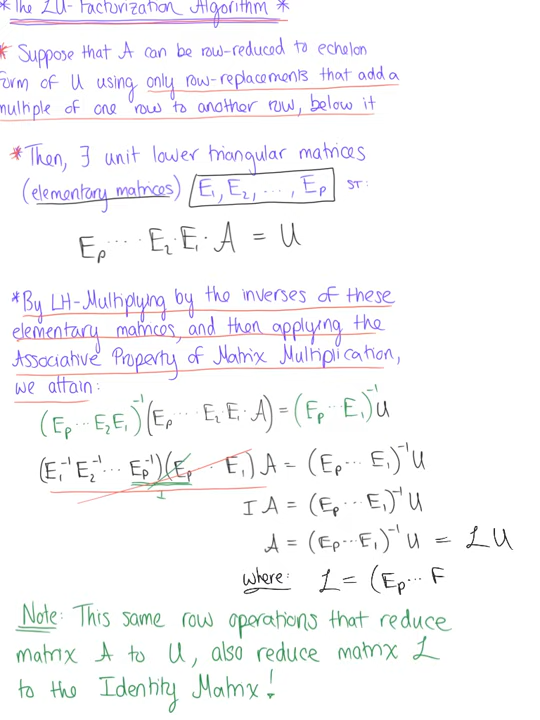 * The LU-Factorization Algorithm *
* Suppose that A can be row-reduced to echelon
form of U using only row-replacements that add a
multiple of one row to another row, below it
* Then, ∃ unit lower triangular matrices
(elementary matrices) E₁, E₂, ..., Eₚ ST:
Eₚ ··· E₂·E₁·A = U
* By LH-Multiplying by the inverses of these
elementary matrices, and then applying the
Associative Property of Matrix Multiplication,
we attain:
(Eₚ ··· E₂E₁)⁻¹(Eₚ ··· E₂·E₁·A) = (Eₚ ··· E₁)⁻¹U
(E₁⁻¹E₂⁻¹ ··· Eₚ⁻¹)(Eₚ ··· E₁)A = (Eₚ ··· E₁)⁻¹U
I
IA = (Eₚ ··· E₁)⁻¹U
A = (Eₚ ··· E₁)⁻¹U = LU
where: L = (Eₚ ··· E
Note: This same row operations that reduce
matrix A to U, also reduce matrix L
to the Identity Matrix!